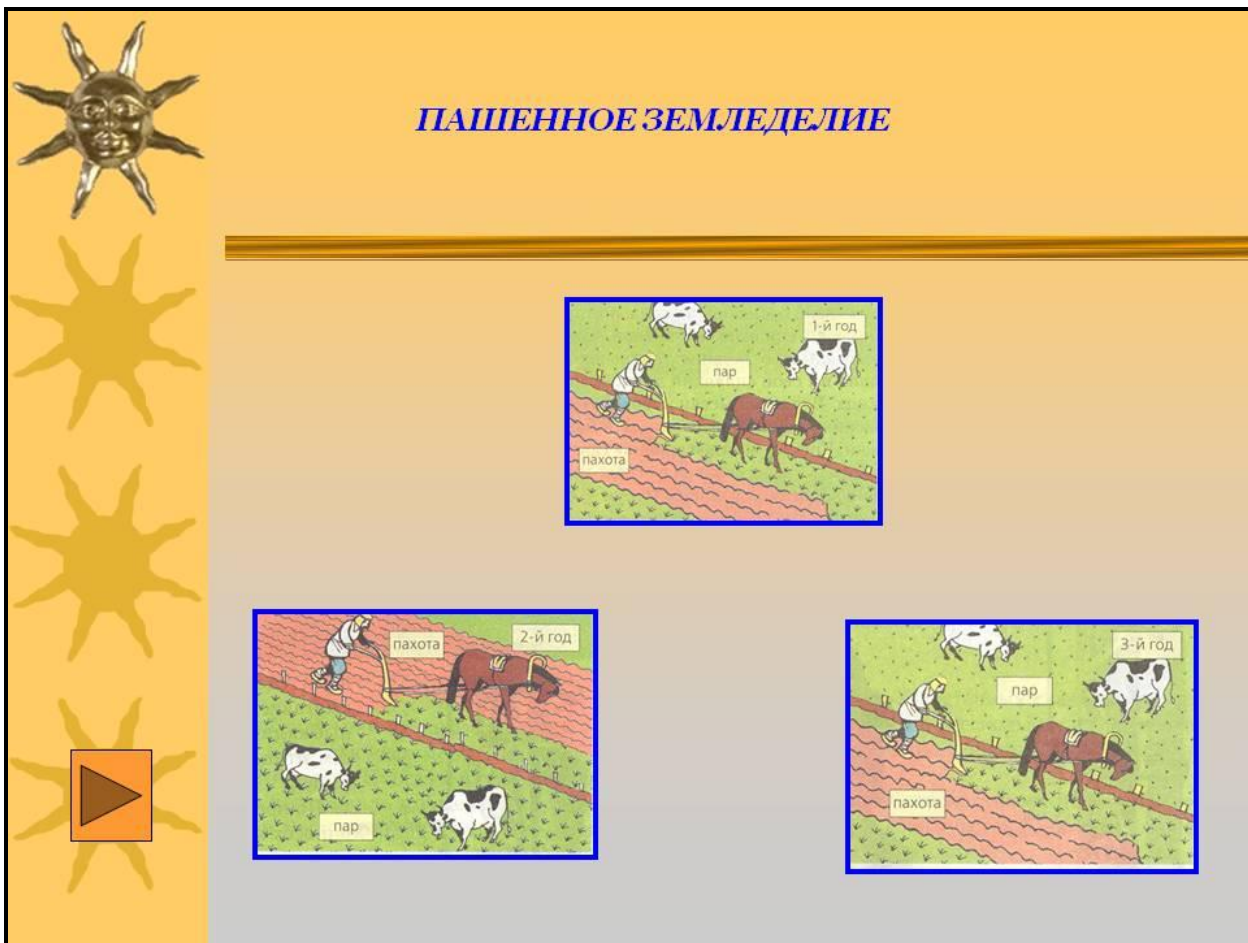 ПАШЕННОЕ ЗЕМЛЕДЕЛИЕ
1-й год
пар
пахота
2-й год
пахота
пар
3-й год
пар
пахота